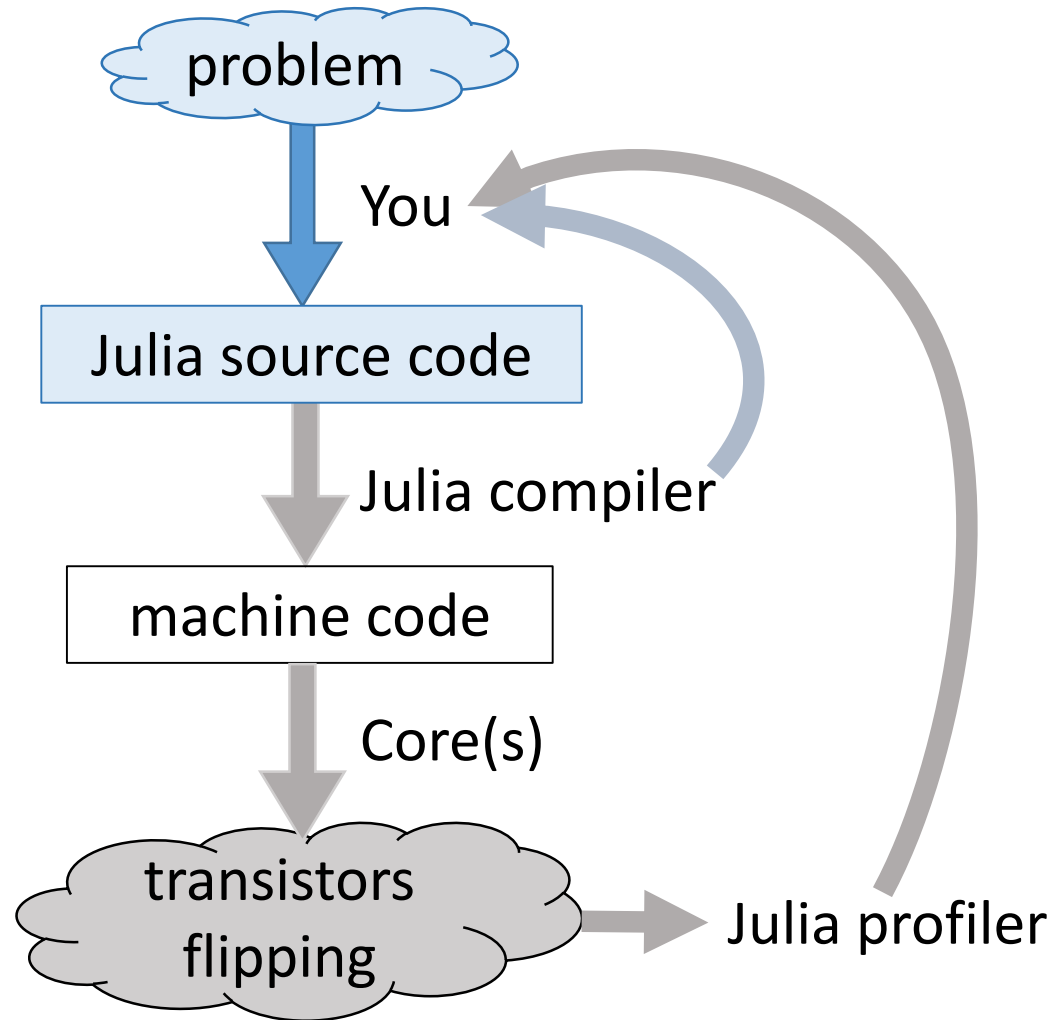 problem
You
Julia source code
Julia compiler
machine code
Core(s)
transistors
flipping
Julia profiler